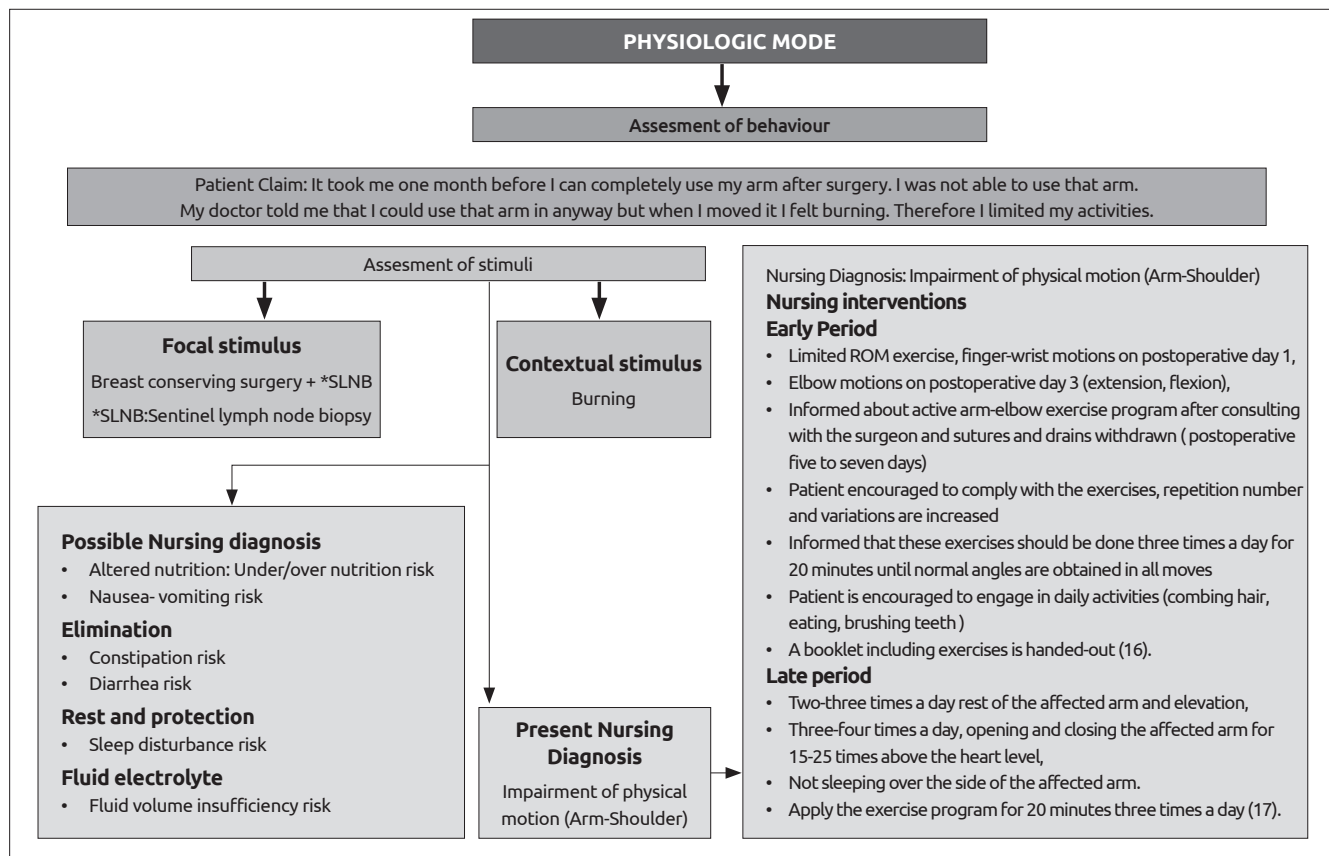 PHYSIOLOGIC MODE
Assesment of behaviour
Patient Claim: It took me one month before I can completely use my arm after surgery. I was not able to use that arm.
My doctor told me that I could use that arm in anyway but when I moved it I felt burning. Therefore I limited my activities.
Assesment of stimuli
Focal stimulus
Breast conserving surgery + *SLNB
*SLNB:Sentinel lymph node biopsy
Contextual stimulus
Burning
Possible Nursing diagnosis
• Altered nutrition: Under/over nutrition risk
• Nausea- vomiting risk
Elimination
• Constipation risk
• Diarrhea risk
Rest and protection
• Sleep disturbance risk
Fluid electrolyte
• Fluid volume insufficiency risk
Present Nursing
Diagnosis
Impairment of physical
motion (Arm-Shoulder)
Nursing Diagnosis: Impairment of physical motion (Arm-Shoulder)
Nursing interventions
Early Period
• Limited ROM exercise, finger-wrist motions on postoperative day 1,
• Elbow motions on postoperative day 3 (extension, flexion),
• Informed about active arm-elbow exercise program after consulting
with the surgeon and sutures and drains withdrawn ( postoperative
five to seven days)
• Patient encouraged to comply with the exercises, repetition number
and variations are increased
• Informed that these exercises should be done three times a day for
20 minutes until normal angles are obtained in all moves
• Patient is encouraged to engage in daily activities (combing hair,
eating, brushing teeth )
• A booklet including exercises is handed-out (16).
Late period
• Two-three times a day rest of the affected arm and elevation,
• Three-four times a day, opening and closing the affected arm for
15-25 times above the heart level,
• Not sleeping over the side of the affected arm.
• Apply the exercise program for 20 minutes three times a day (17).